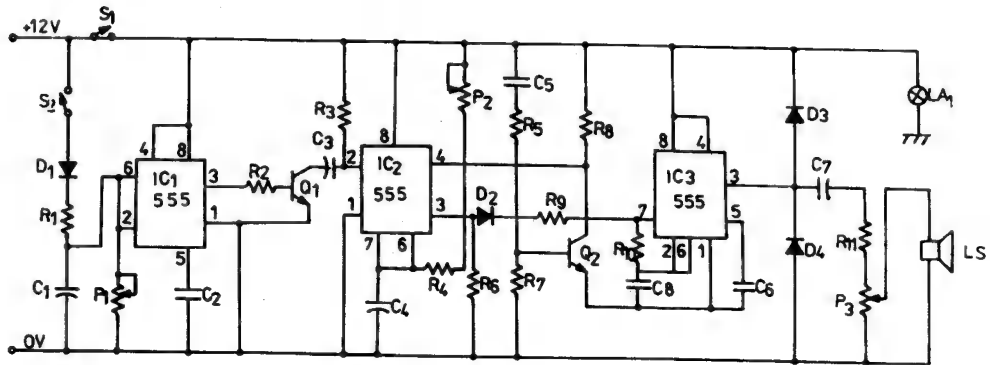 S1
+12V
S2
D1
R1
C1
P1
6
4
8
2
IC1
555
3
1
5
C2
R2
Q1
C3
R3
2
8
IC2
555
4
3
1
7
6
C4
R4
P2
D2
R6
C5
R5
R7
R8
R9
Q2
R10
C8
8
4
IC3
555
7
3
5
2
6
1
C6
D3
D4
C7
R11
P3
LA1
LS
0V